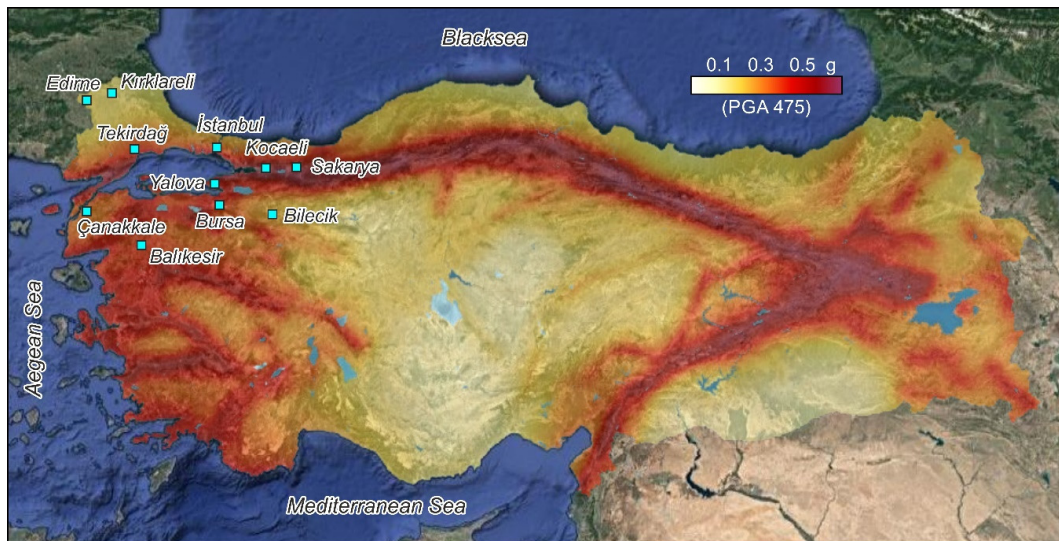 Blacksea
0.1 0.3 0.5 g
(PGA 475)
Edirne
Kırklareli
Tekirdağ
İstanbul
Kocaeli
Sakarya
Yalova
Bursa
Bilecik
Çanakkale
Balıkesir
Aegean Sea
Mediterranean Sea